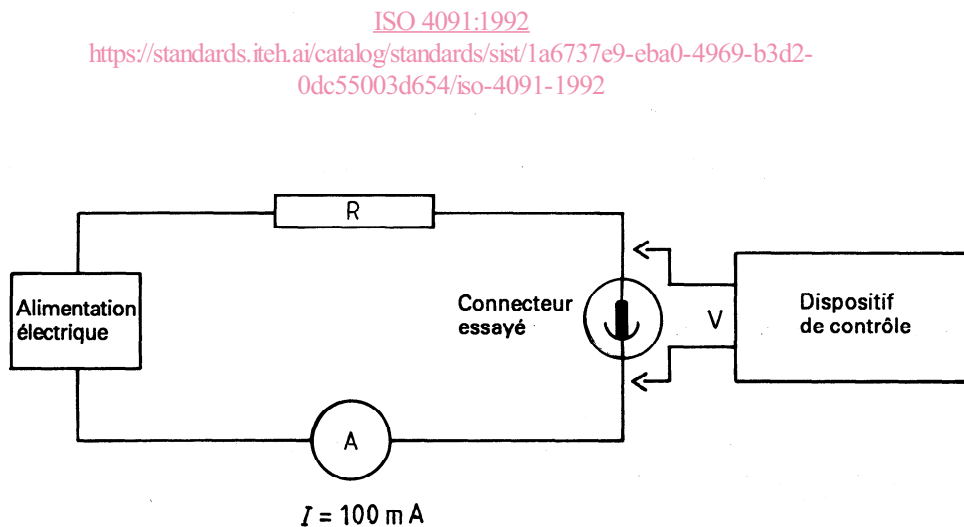 ISO 4091:1992
https://standards.iteh.ai/catalog/standards/sist/1a6737e9-eba0-4969-b3d2-
0dc55003d654/iso-4091-1992
R
Alimentation
électrique
Connecteur
essayé
V
Dispositif
de contrôle
A
I = 100 mA